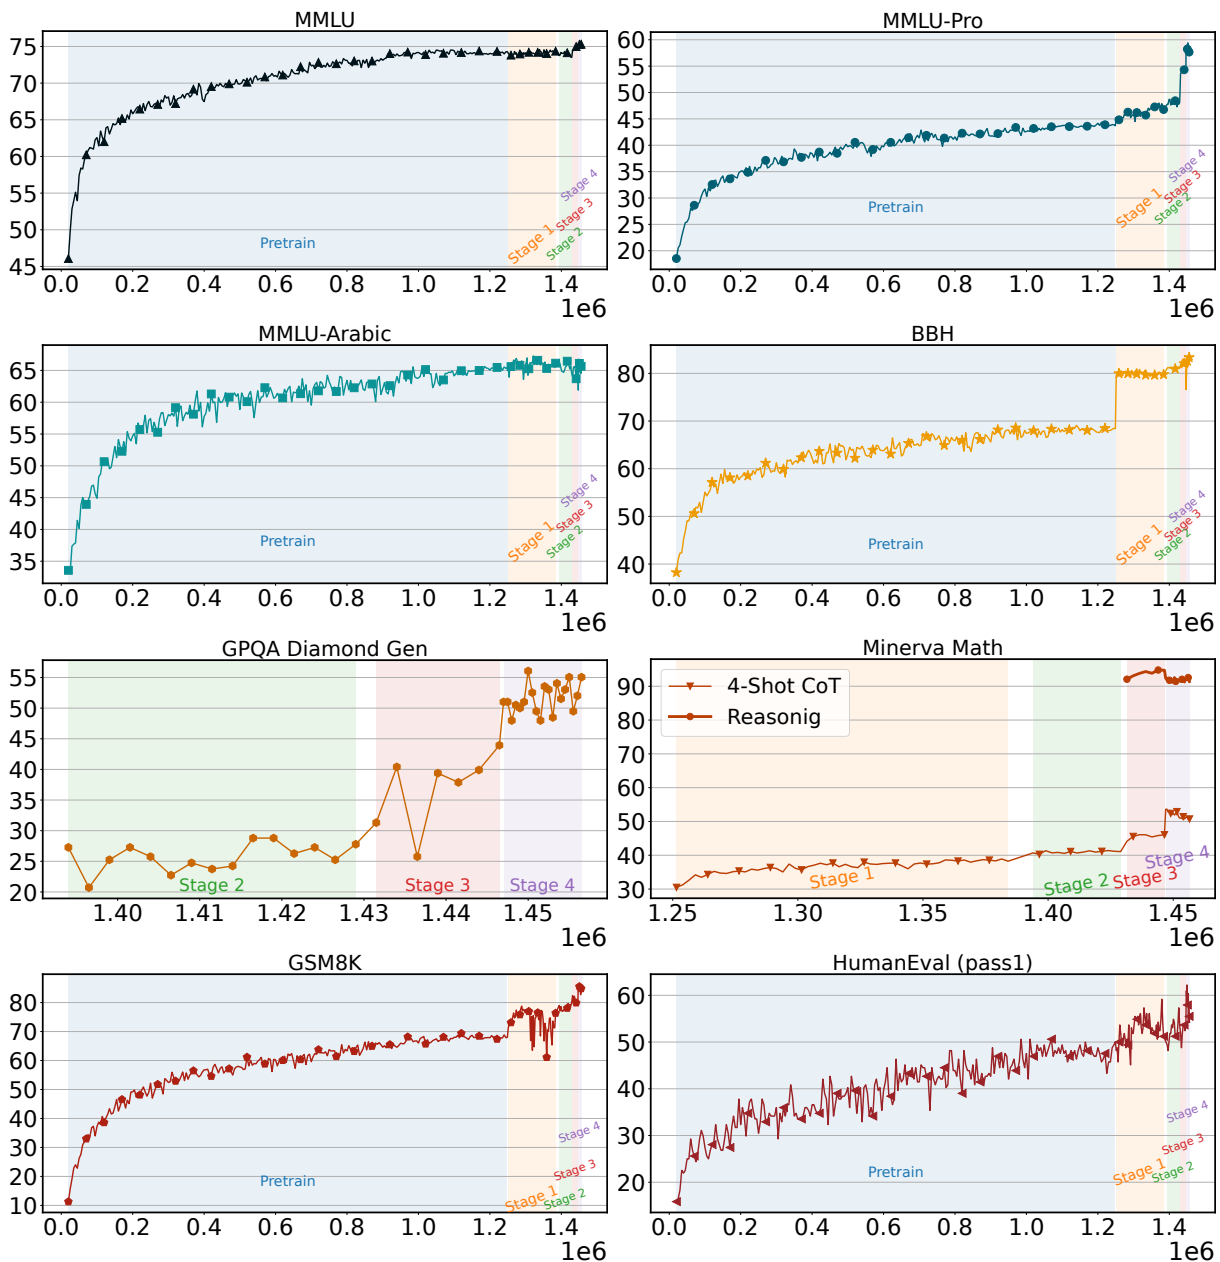 MMLU
75
70
65
60
55
50
45
Pretrain
Stage 1
Stage 2
Stage 3
Stage 4
0.0 0.2 0.4 0.6 0.8 1.0 1.2 1.4
1e6
MMLU-Pro
60
55
50
45
40
35
30
25
20
Pretrain
Stage 1
Stage 2
Stage 3
Stage 4
0.0 0.2 0.4 0.6 0.8 1.0 1.2 1.4
1e6
MMLU-Arabic
65
60
55
50
45
40
35
Pretrain
Stage 1
Stage 2
Stage 3
Stage 4
0.0 0.2 0.4 0.6 0.8 1.0 1.2 1.4
1e6
BBH
80
70
60
50
40
Pretrain
Stage 1
Stage 2
Stage 3
Stage 4
0.0 0.2 0.4 0.6 0.8 1.0 1.2 1.4
1e6
GPQA Diamond Gen
55
50
45
40
35
30
25
20
Stage 2
Stage 3
Stage 4
1.40 1.41 1.42 1.43 1.44 1.45
1e6
Minerva Math
4-Shot CoT
Reasonig
90
80
70
60
50
40
30
Stage 1
Stage 2
Stage 3
Stage 4
1.25 1.30 1.35 1.40 1.45
1e6
GSM8K
80
70
60
50
40
30
20
10
Pretrain
Stage 1
Stage 2
Stage 3
Stage 4
0.0 0.2 0.4 0.6 0.8 1.0 1.2 1.4
1e6
HumanEval (pass1)
60
50
40
30
20
Pretrain
Stage 1
Stage 2
Stage 3
Stage 4
0.0 0.2 0.4 0.6 0.8 1.0 1.2 1.4
1e6